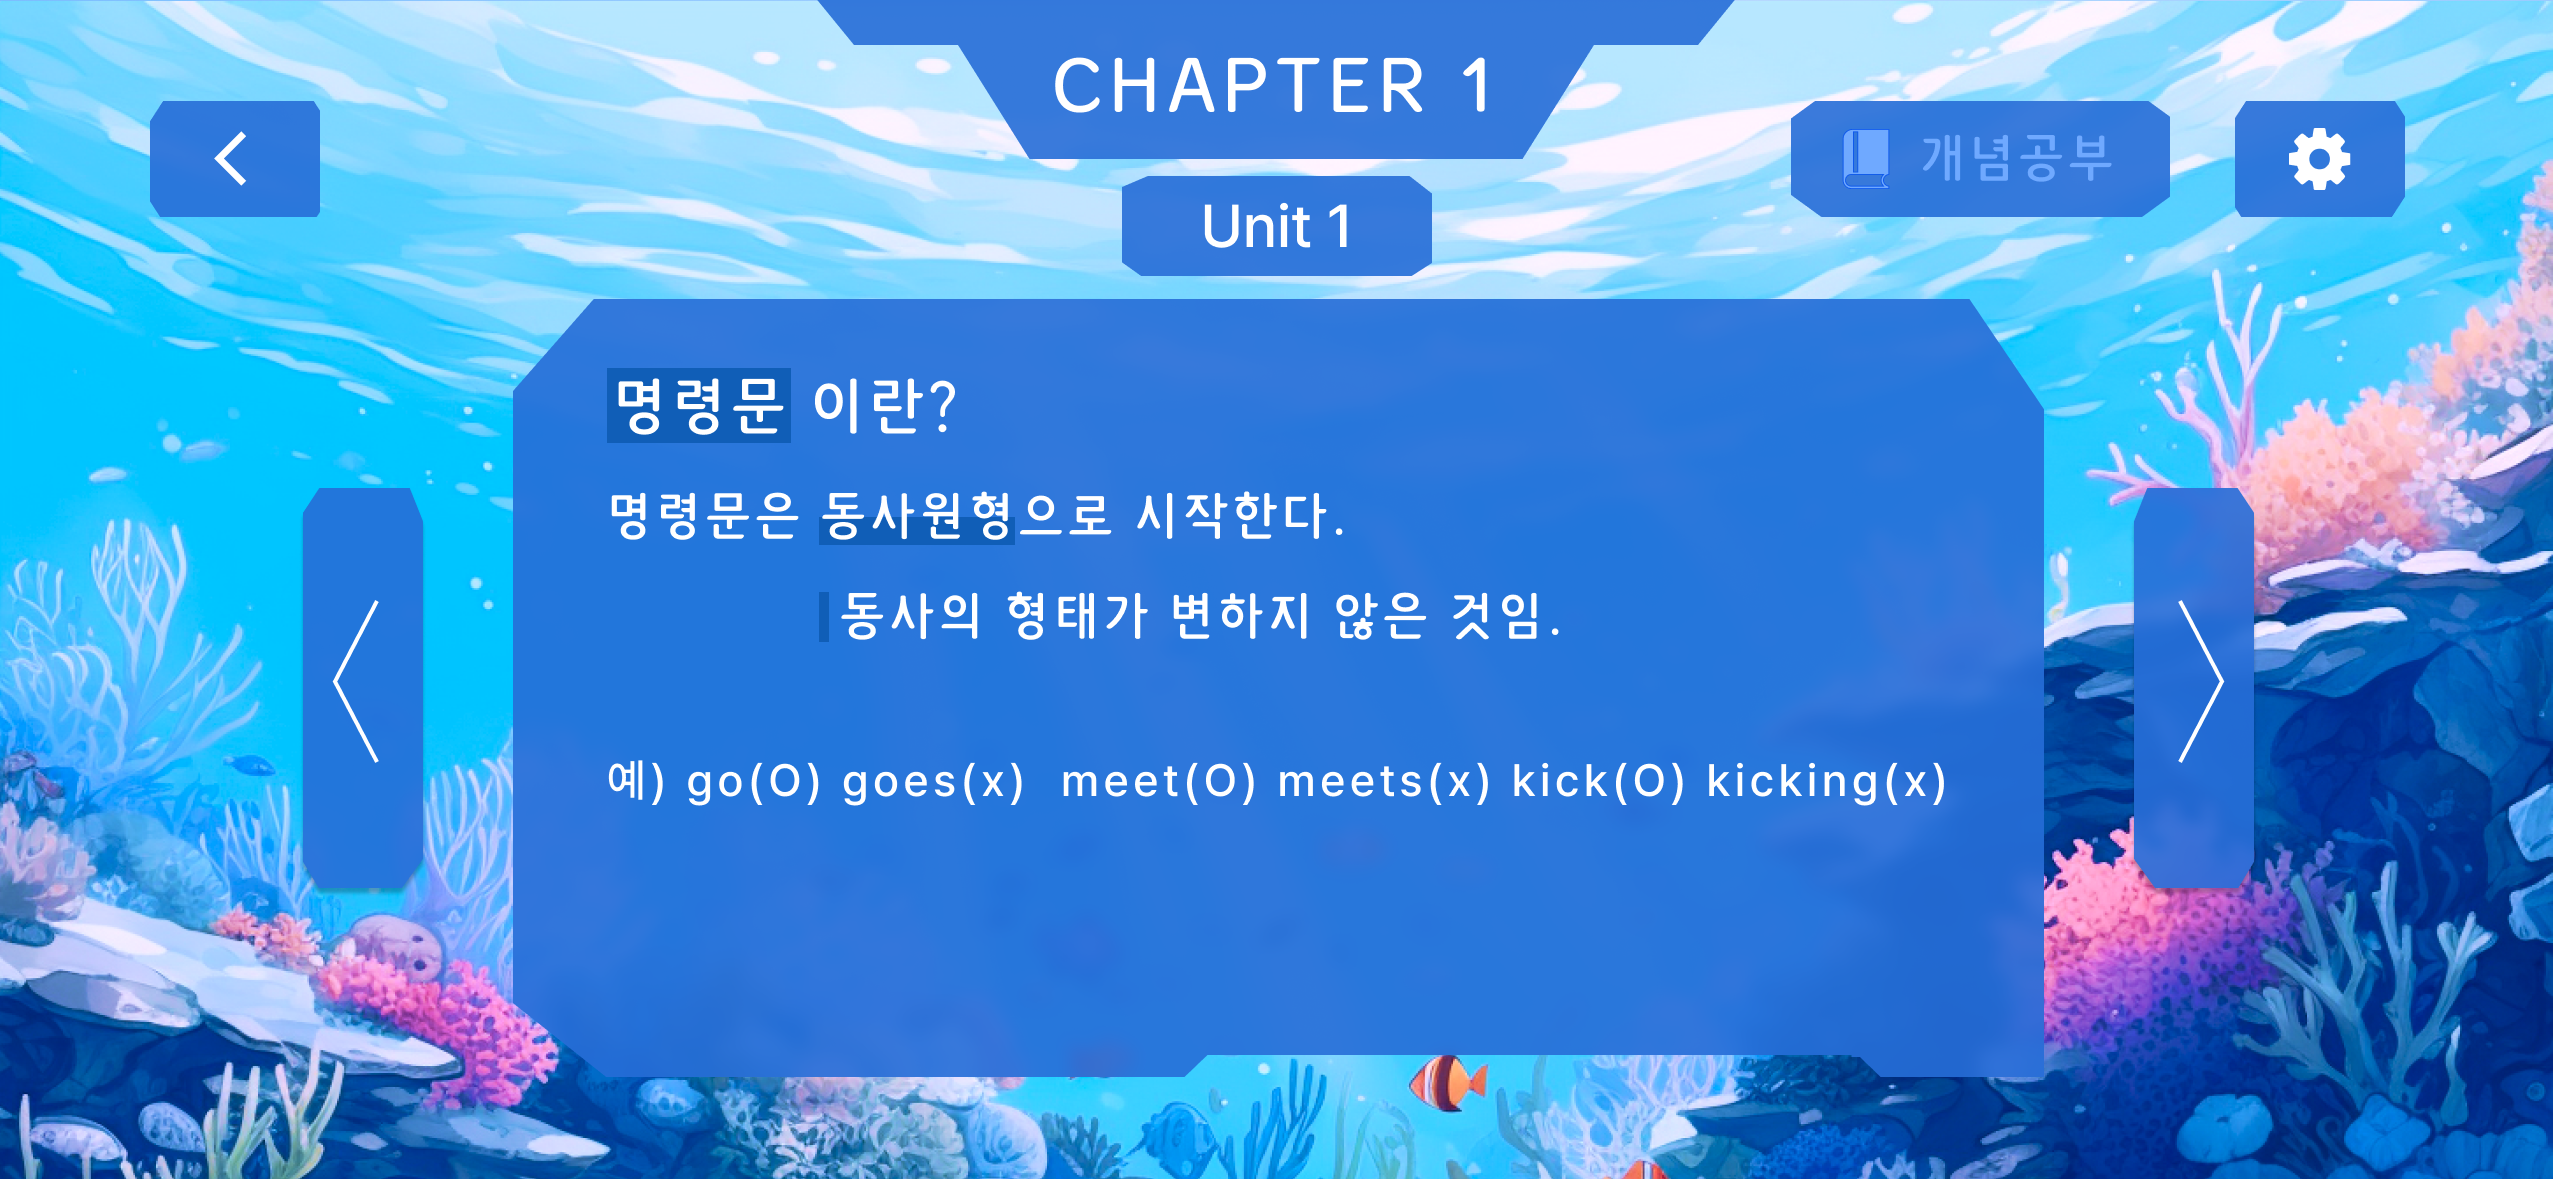 CHAPTER 1
개념공부
Unit 1
명령문 이란?
명령문은 동사원형으로 시작한다.
동사의 형태가 변하지 않은 것임.
예) go(O) goes(x)  meet(O) meets(x) kick(O) kicking(x)